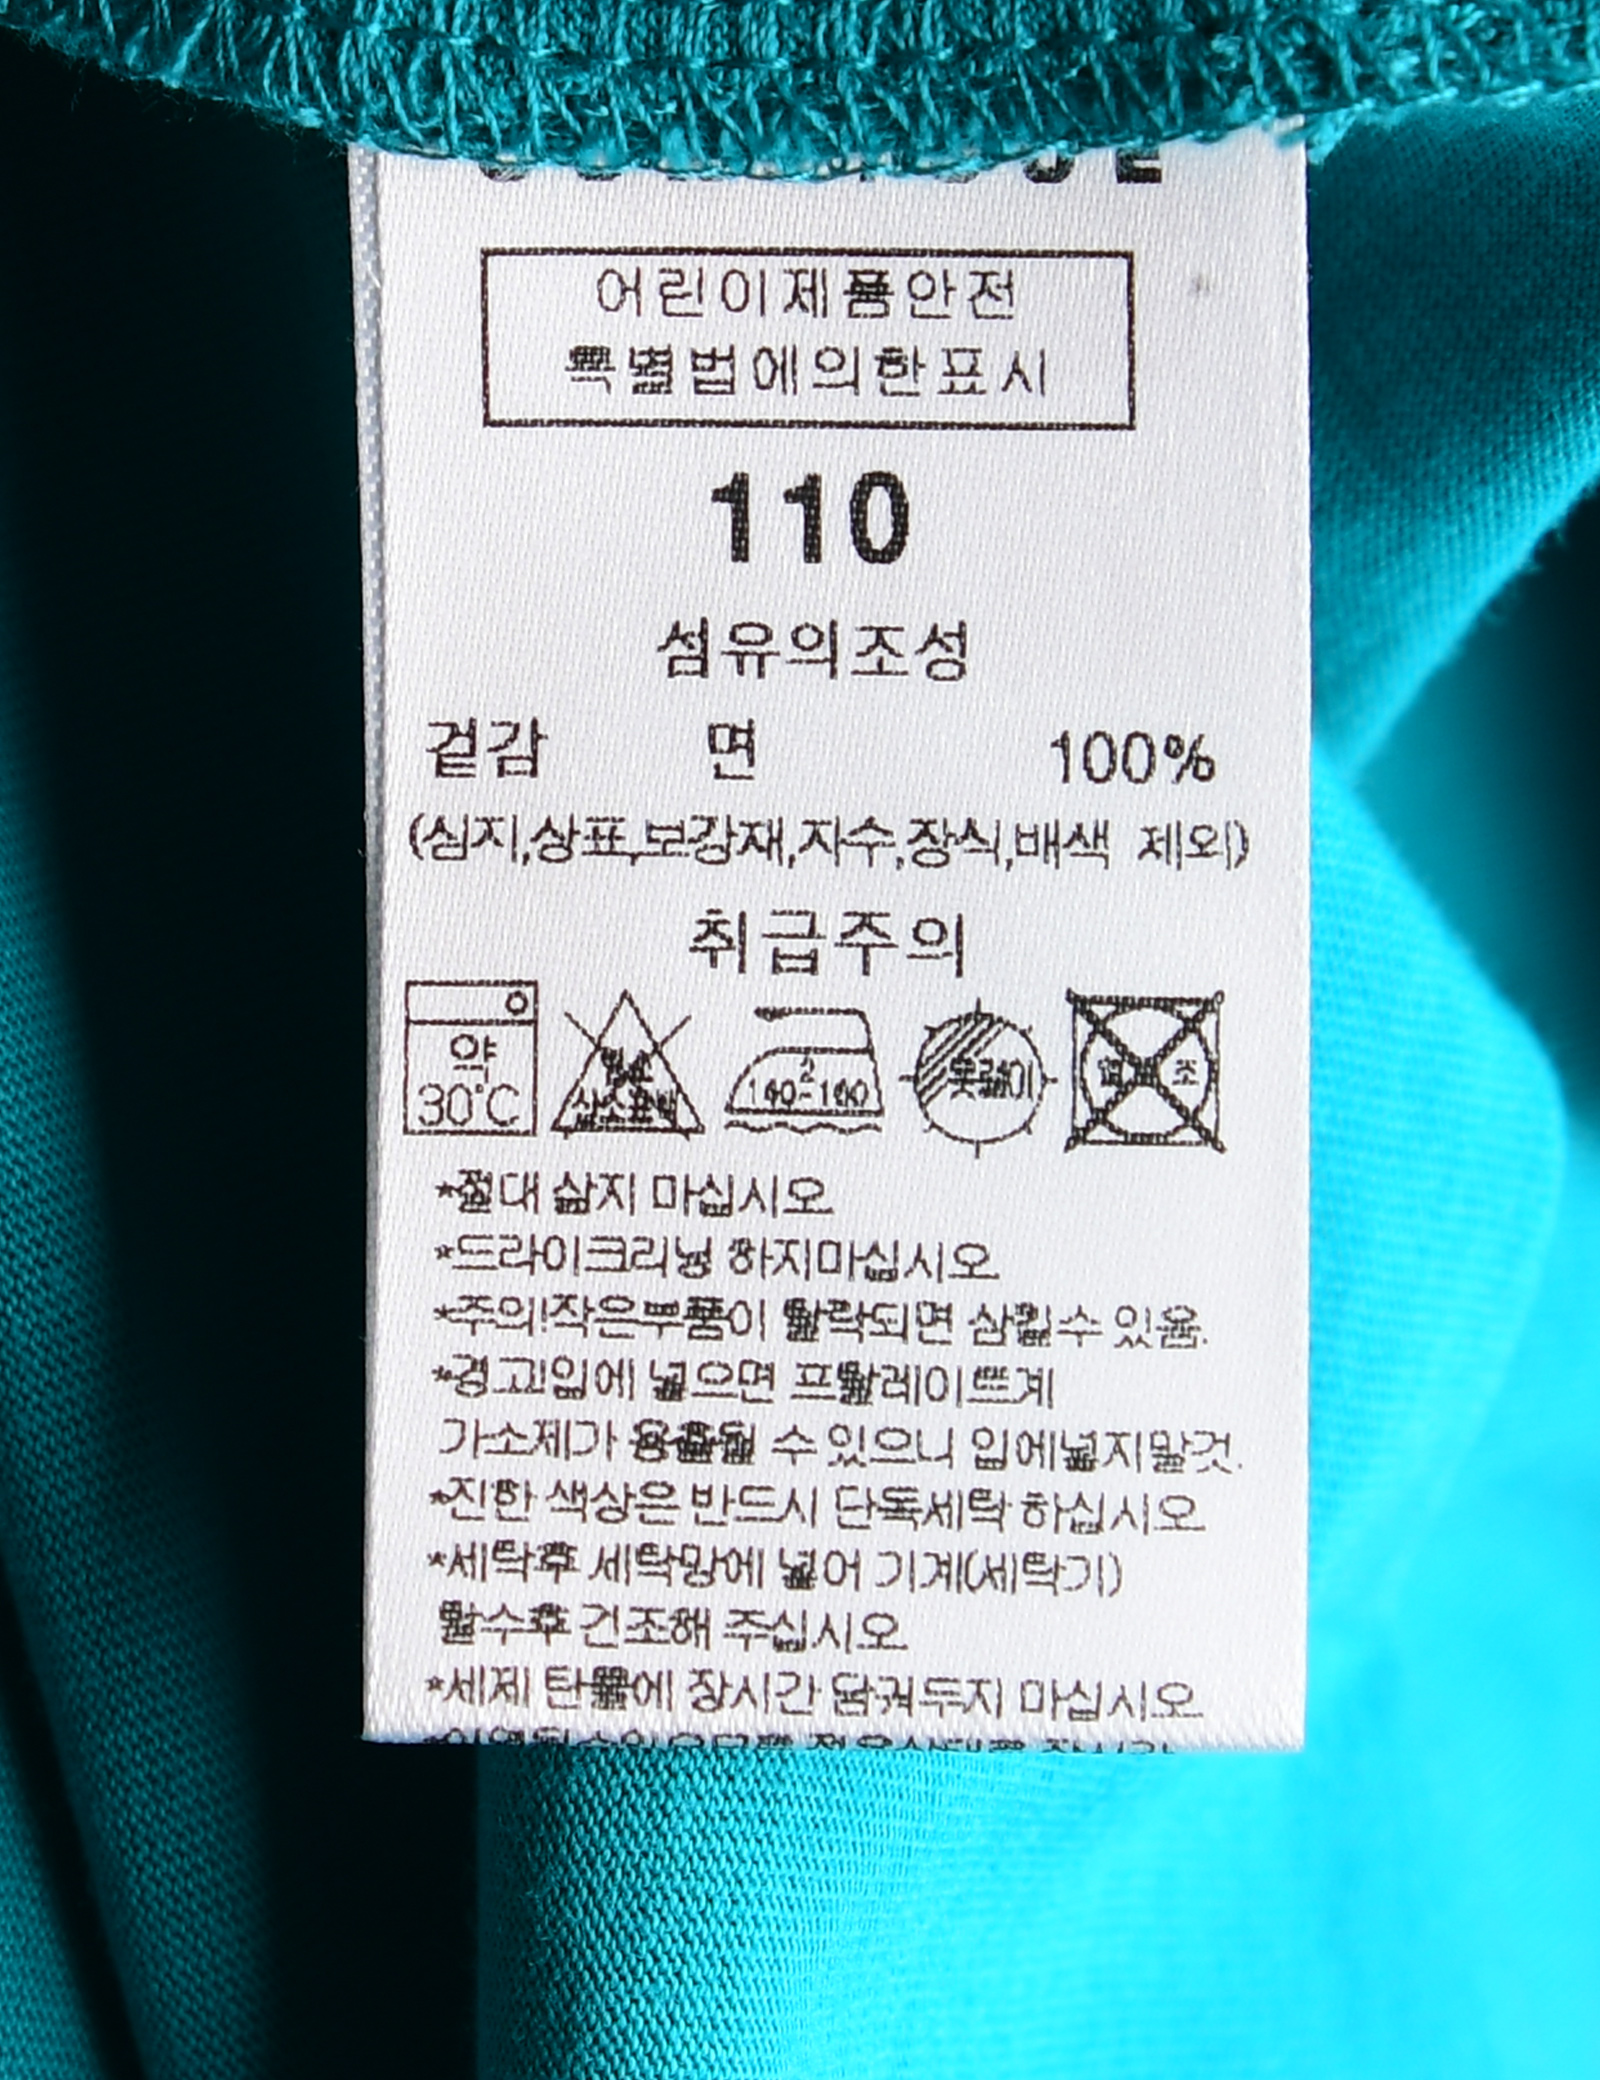 어린이제품안전
특별법에의한표시
110
섬유의조성
겉감 면 100%
(심지,상표,보강재,자수,장식,배색 제외)
취급주의
약
30℃
염소
산소표백
2
160-160
옷걸이
조
*절대 삶지 마십시오.
*드라이크리닝 하지마십시오.
*주의!작은부품이 탈락되면 삼킬수 있음.
*경고!입에 넣으면 프탈레이트계
가소제가 용출될 수 있으니 입에넣지말것.
*진한 색상은 반드시 단독세탁 하십시오.
*세탁후 세탁망에 넣어 기계(세탁기)
탈수후 건조해 주십시오.
*세제 탄물에 장시간 담궈두지 마십시오.